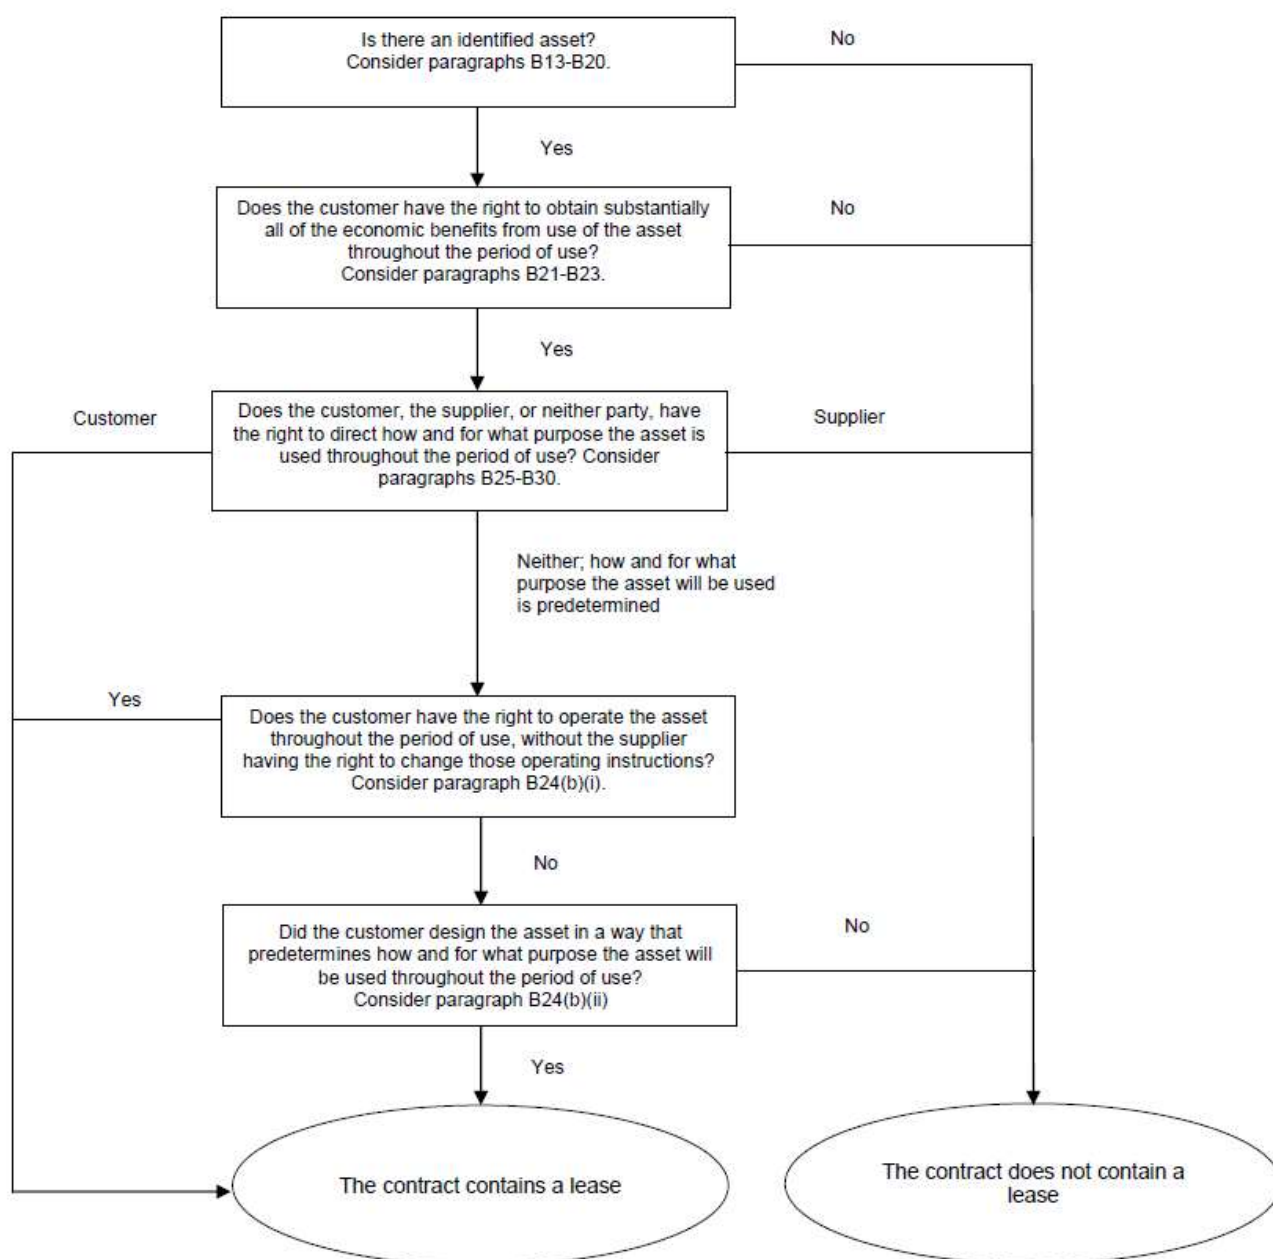 Is there an identified asset?
Consider paragraphs B13-B20.
No
Yes
Does the customer have the right to obtain substantially
all of the economic benefits from use of the asset
throughout the period of use?
Consider paragraphs B21-B23.
No
Yes
Customer
Does the customer, the supplier, or neither party, have
the right to direct how and for what purpose the asset is
used throughout the period of use? Consider
paragraphs B25-B30.
Supplier
Neither; how and for what
purpose the asset will be used
is predetermined
Yes
Does the customer have the right to operate the asset
throughout the period of use, without the supplier
having the right to change those operating instructions?
Consider paragraph B24(b)(i).
No
Did the customer design the asset in a way that
predetermines how and for what purpose the asset will
be used throughout the period of use?
Consider paragraph B24(b)(ii)
No
Yes
The contract contains a lease
The contract does not contain a
lease